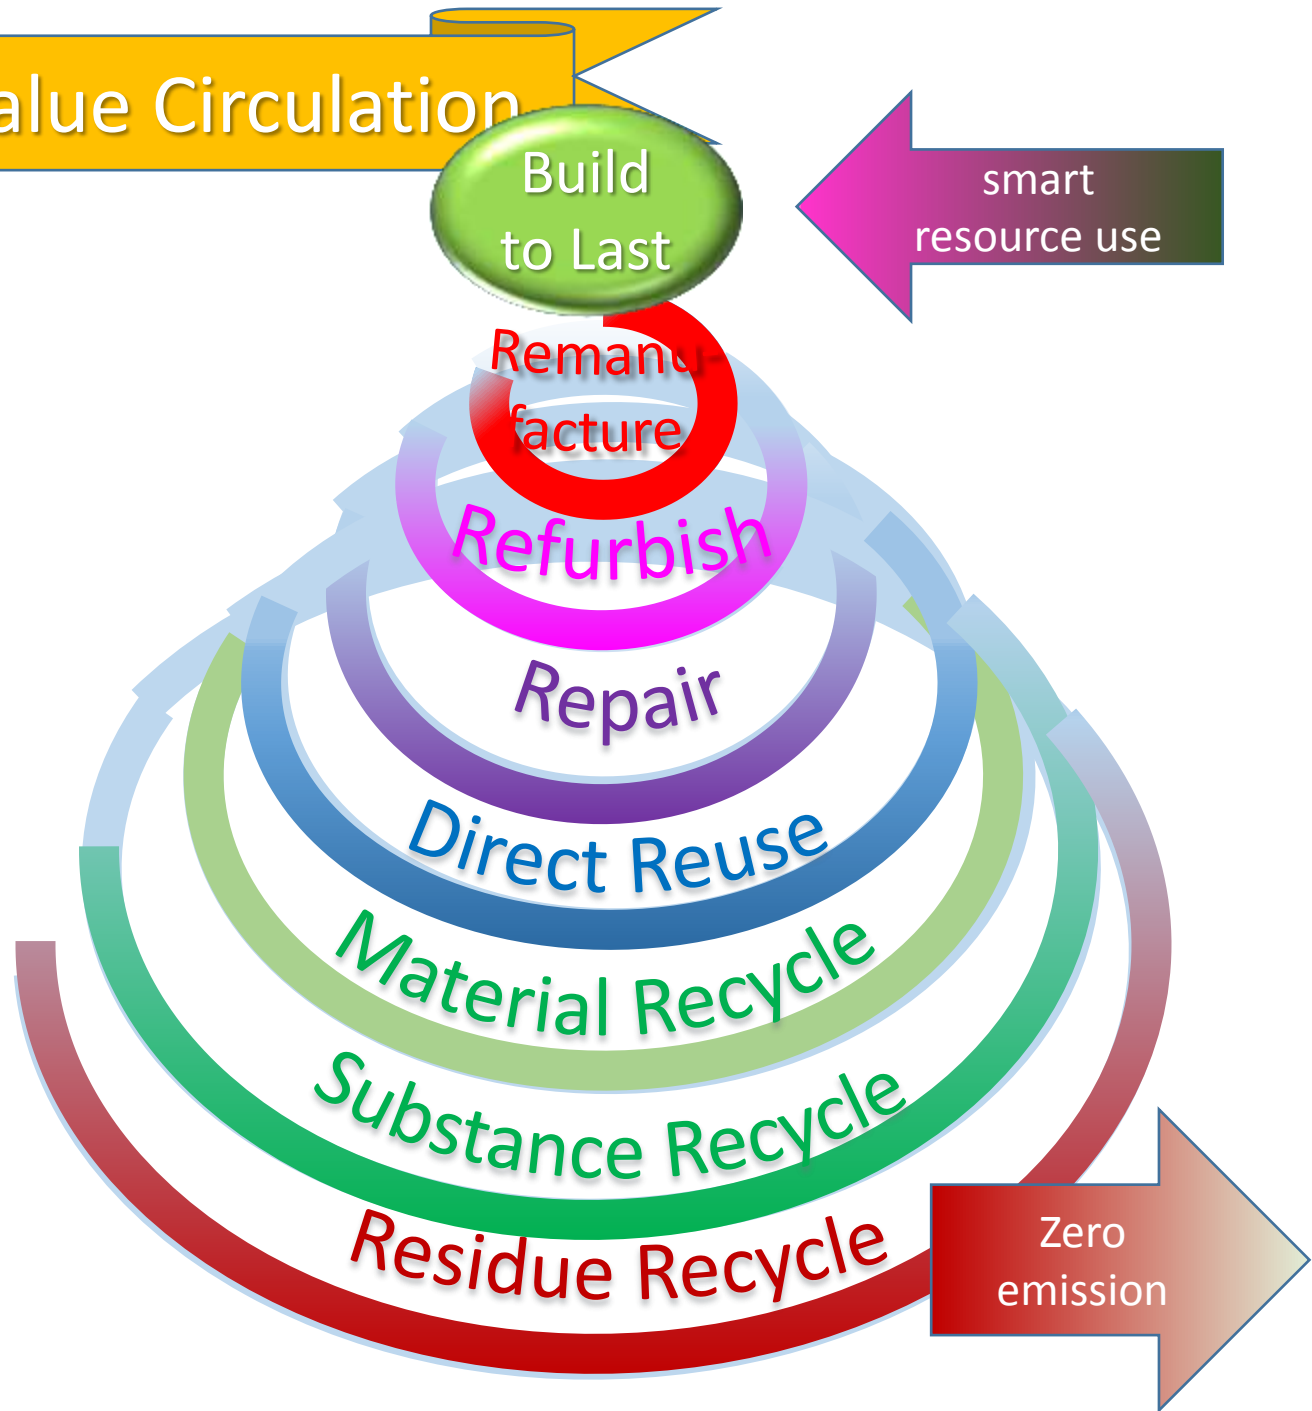 alue Circulation
Build
to Last
smart
resource use
Remanu-
facture
Refurbish
Repair
Direct Reuse
Material Recycle
Substance Recycle
Residue Recycle
Zero
emission